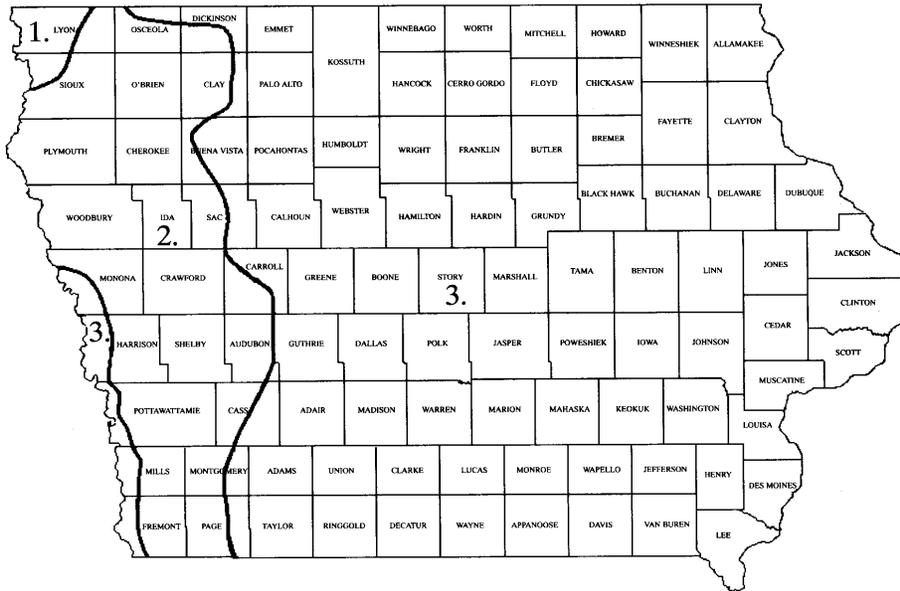 1. LYON OSCEOLA DICKINSON EMMET WINNEBAGO WORTH MITCHELL HOWARD WINNESHIEK ALLAMAKEE
KOSSUTH
SIOUX O'BRIEN CLAY PALO ALTO HANCOCK CERRO GORDO FLOYD CHICKASAW
FAYETTE CLAYTON
PLYMOUTH CHEROKEE BUENA VISTA POCAHONTAS HUMBOLDT WRIGHT FRANKLIN BUTLER BREMER
BLACK HAWK BUCHANAN DELAWARE DUBUQUE
WOODBURY IDA SAC CALHOUN WEBSTER HAMILTON HARDIN GRUNDY
2.
JACKSON
MONONA CRAWFORD CARROLL GREENE BOONE STORY MARSHALL TAMA BENTON LINN JONES
3.
CLINTON
CEDAR
3. HARRISON SHELBY AUDUBON GUTHRIE DALLAS POLK JASPER POWESHIEK IOWA JOHNSON
SCOTT
MUSCATINE
POTTAWATTAMIE CASS ADAIR MADISON WARREN MARION MAHASKA KEOKUK WASHINGTON
LOUISA
MILLS MONTGOMERY ADAMS UNION CLARKE LUCAS MONROE WAPELLO JEFFERSON HENRY
DES MOINES
FREMONT PAGE TAYLOR RINGGOLD DECATUR WAYNE APPANOOSE DAVIS VAN BUREN
LEE